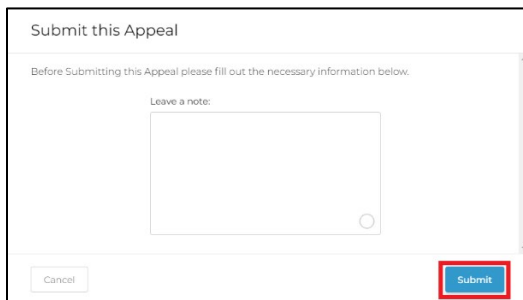 Submit this Appeal
Before Submitting this Appeal please fill out the necessary information below.
Leave a note:
Cancel
Submit